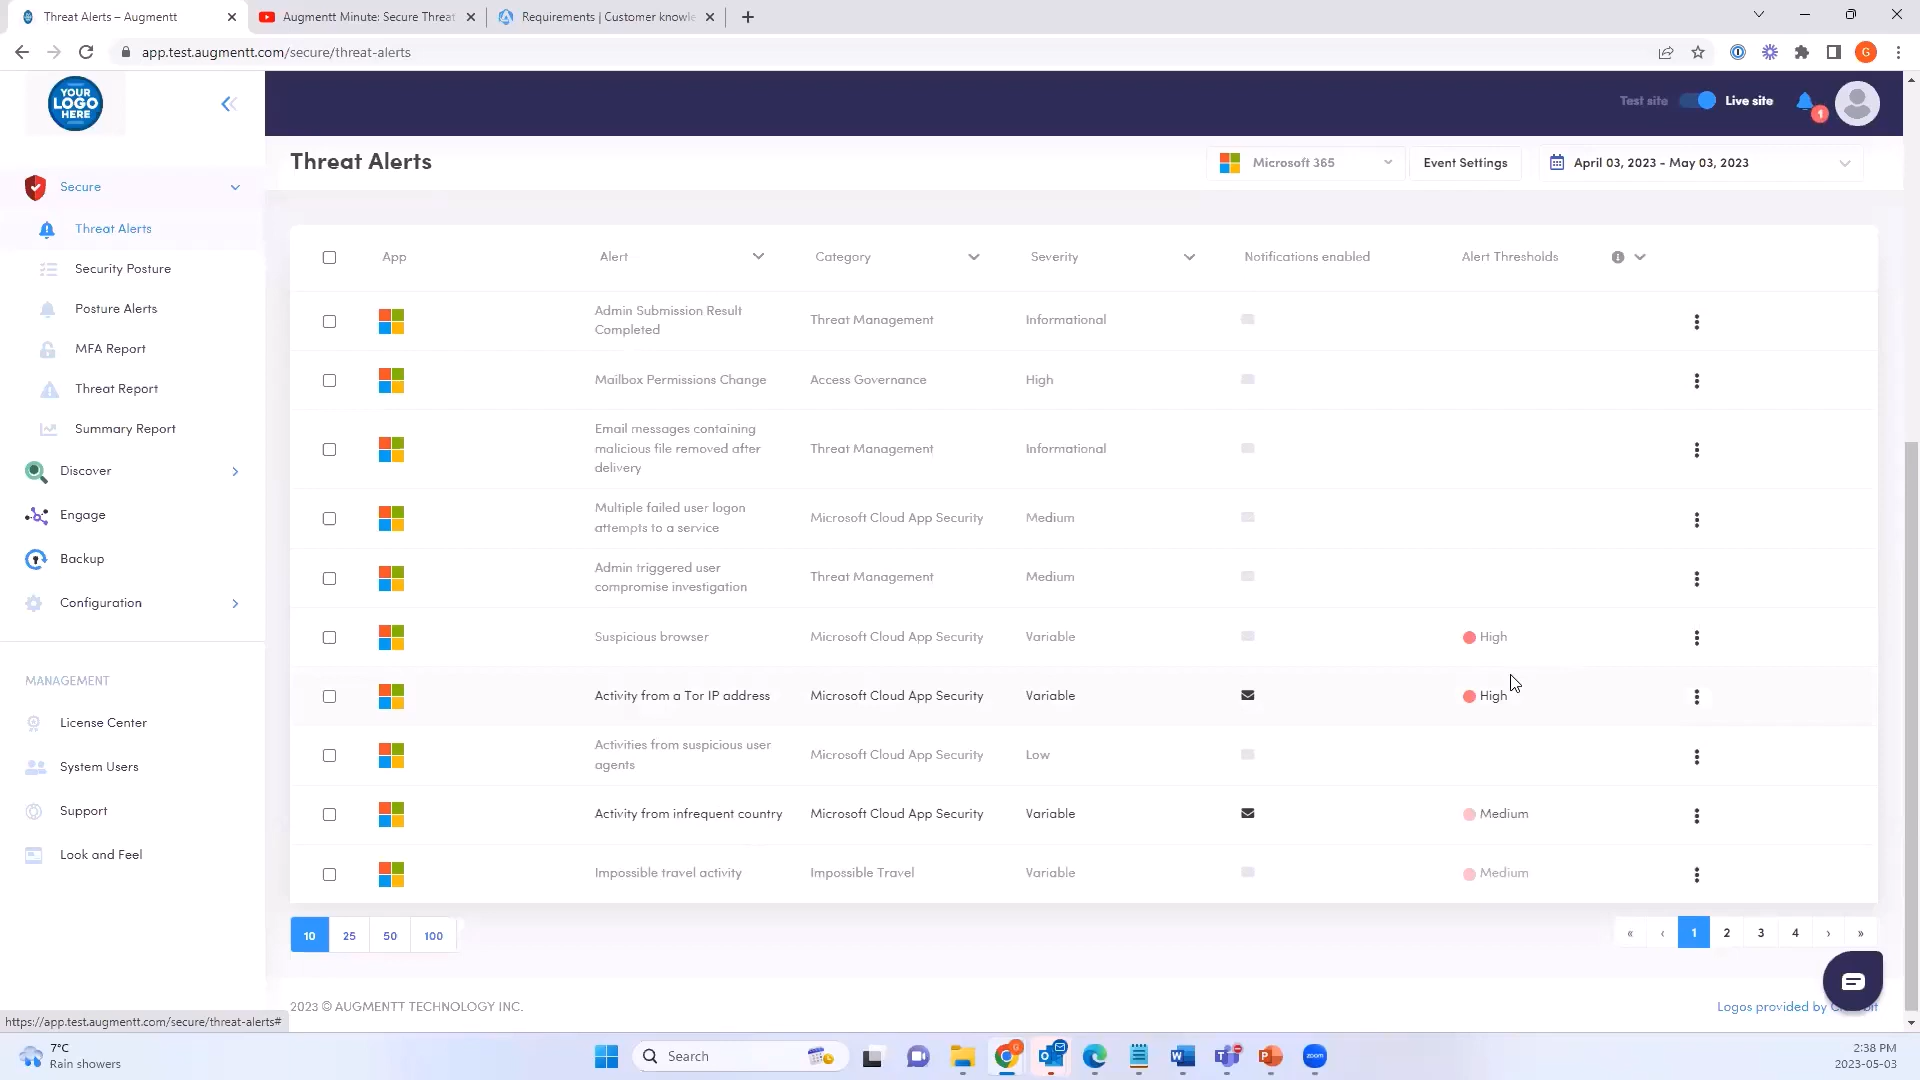 Threat Alerts – Augmentt
Augmentt Minute: Secure Threat
Requirements | Customer knowle
app.test.augmentt.com/secure/threat-alerts
G
YOUR
LOGO
HERE
Test site
Live site
1
Threat Alerts
Microsoft 365
Event Settings
April 03, 2023 - May 03, 2023
Secure
Threat Alerts
Security Posture
Posture Alerts
MFA Report
Threat Report
Summary Report
Discover
Engage
Backup
Configuration
MANAGEMENT
License Center
System Users
Support
Look and Feel
App Alert Category Severity Notifications enabled Alert Thresholds
Admin Submission Result
Completed
Threat Management Informational
Mailbox Permissions Change Access Governance High
Email messages containing
malicious file removed after
delivery
Threat Management Informational
Multiple failed user logon
attempts to a service
Microsoft Cloud App Security Medium
Admin triggered user
compromise investigation
Threat Management Medium
Suspicious browser Microsoft Cloud App Security Variable High
Activity from a Tor IP address Microsoft Cloud App Security Variable High
Activities from suspicious user
agents
Microsoft Cloud App Security Low
Activity from infrequent country Microsoft Cloud App Security Variable Medium
Impossible travel activity Impossible Travel Variable Medium
10 25 50 100
« ‹ 1 2 3 4 › »
2023 © AUGMENTT TECHNOLOGY INC.
Logos provided by
https://app.test.augmentt.com/secure/threat-alerts#
7°C
Rain showers
Search
zoom
2:38 PM
2023-05-03